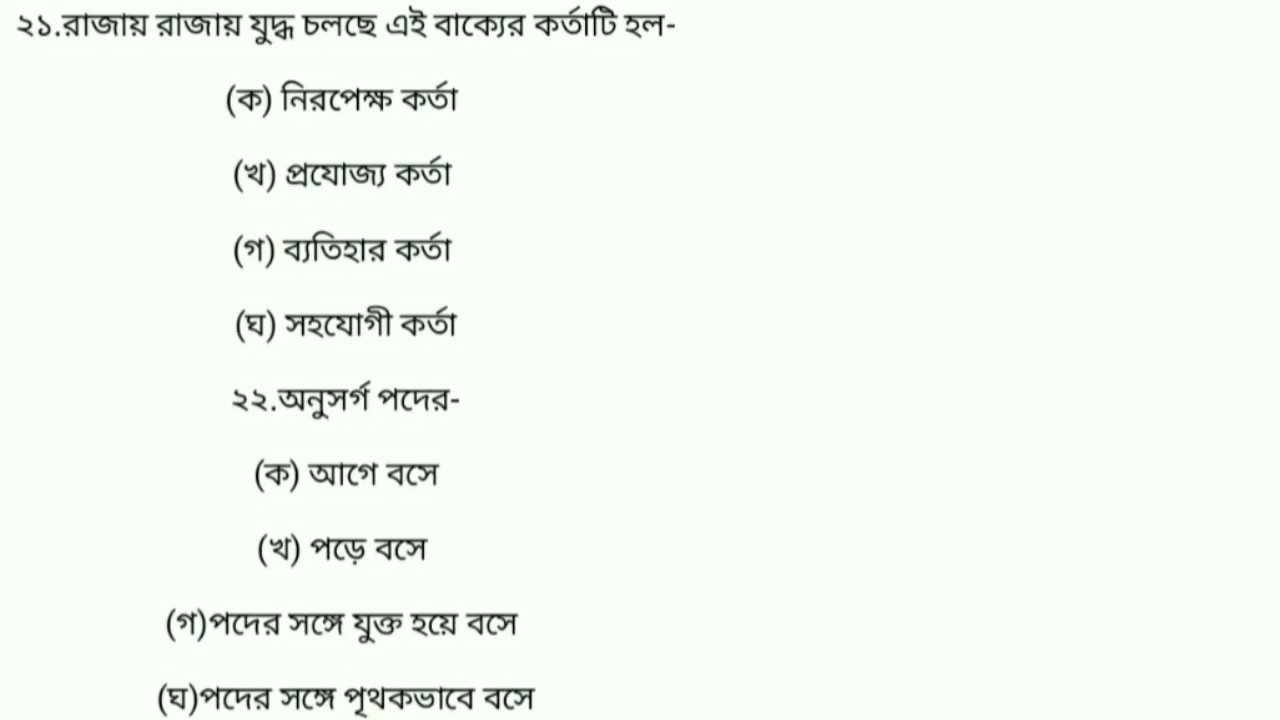 ২১.রাজায় রাজায় যুদ্ধ চলছে এই বাক্যের কর্তাটি হল-
(ক) নিরপেক্ষ কর্তা
(খ) প্রযোজ্য কর্তা
(গ) ব্যতিহার কর্তা
(ঘ) সহযোগী কর্তা
২২.অনুসর্গ পদের-
(ক) আগে বসে
(খ) পড়ে বসে
(গ)পদের সঙ্গে যুক্ত হয়ে বসে
(ঘ)পদের সঙ্গে পৃথকভাবে বসে